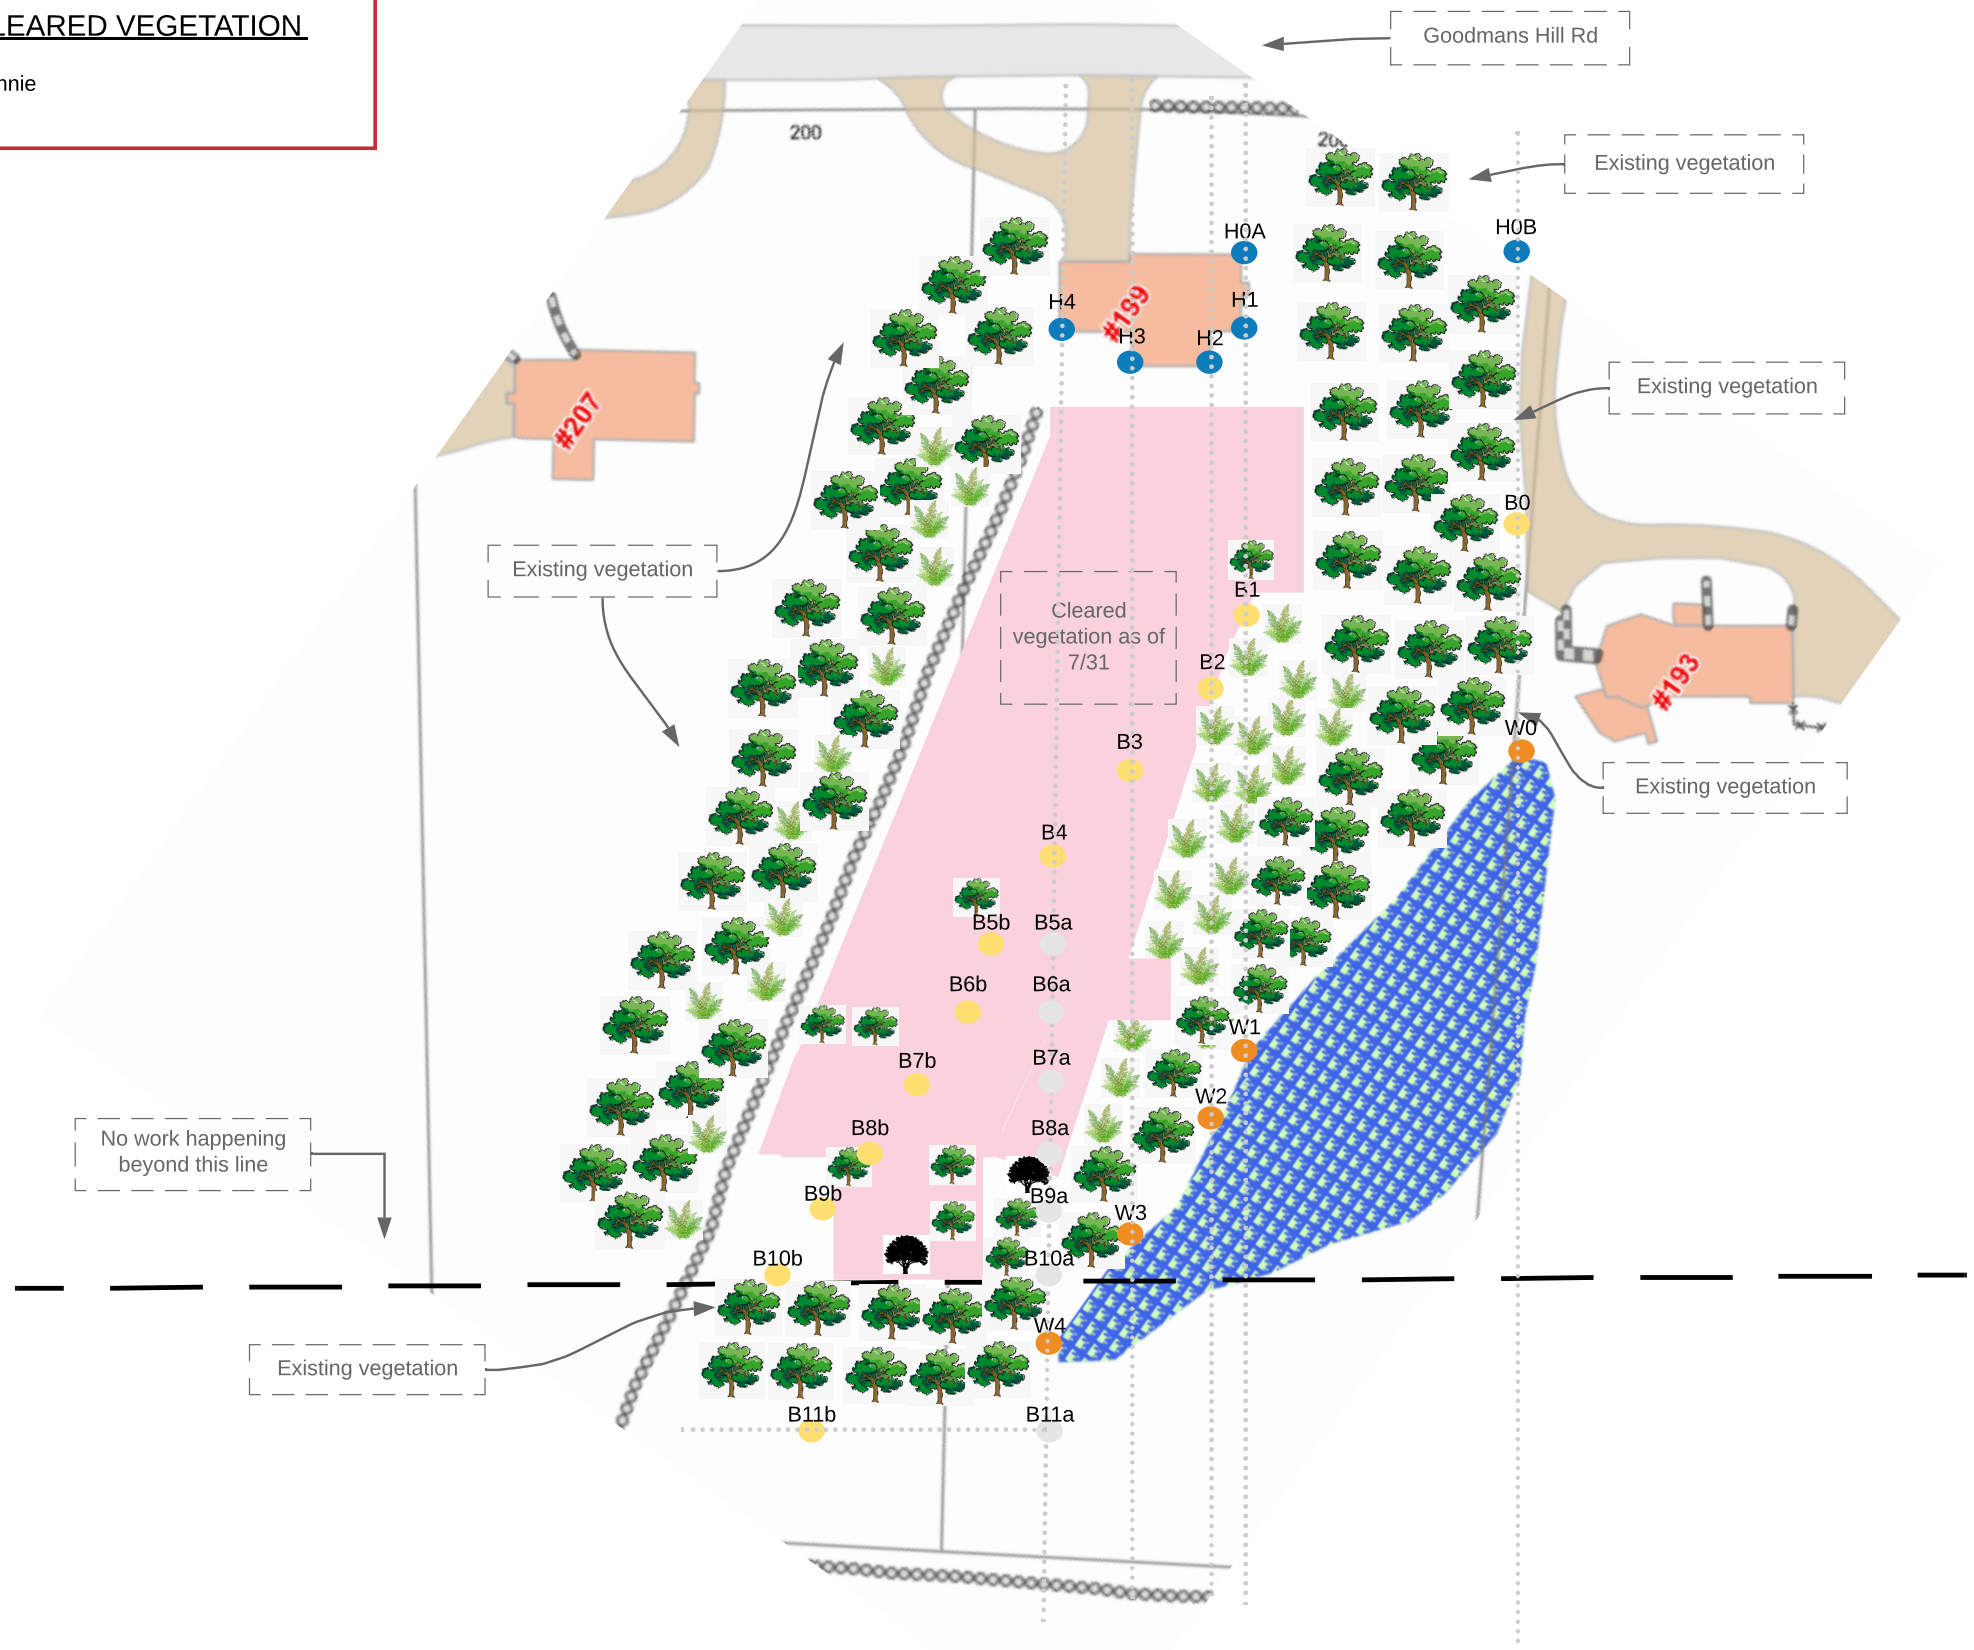 LEARED VEGETATION
nnie
Goodmans Hill Rd
200
Existing vegetation
H0A
H0B
H4
#199
H1
H3
H2
Existing vegetation
#207
B0
Existing vegetation
B1
Cleared
vegetation as of
7/31
B2
#193
W0
B3
Existing vegetation
B4
B5b
B5a
B6b
B6a
W1
B7b
B7a
W2
B8b
B8a
No work happening
beyond this line
B9b
B9a
W3
B10b
B10a
W4
Existing vegetation
B11b
B11a